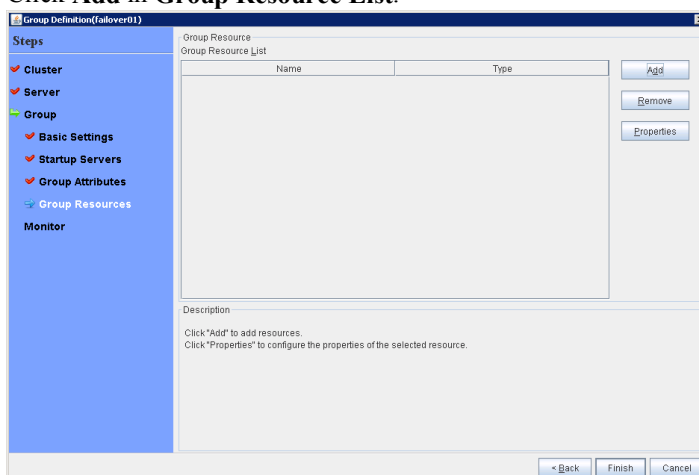 Click Add in Group Resource List.
Group Definition(failover01)
Steps
Cluster
Server
Group
Basic Settings
Startup Servers
Group Attributes
Group Resources
Monitor
Group Resource
Group Resource List
Name Type
Add
Remove
Properties
Description
Click "Add" to add resources.
Click "Properties" to configure the properties of the selected resource.
< Back Finish Cancel